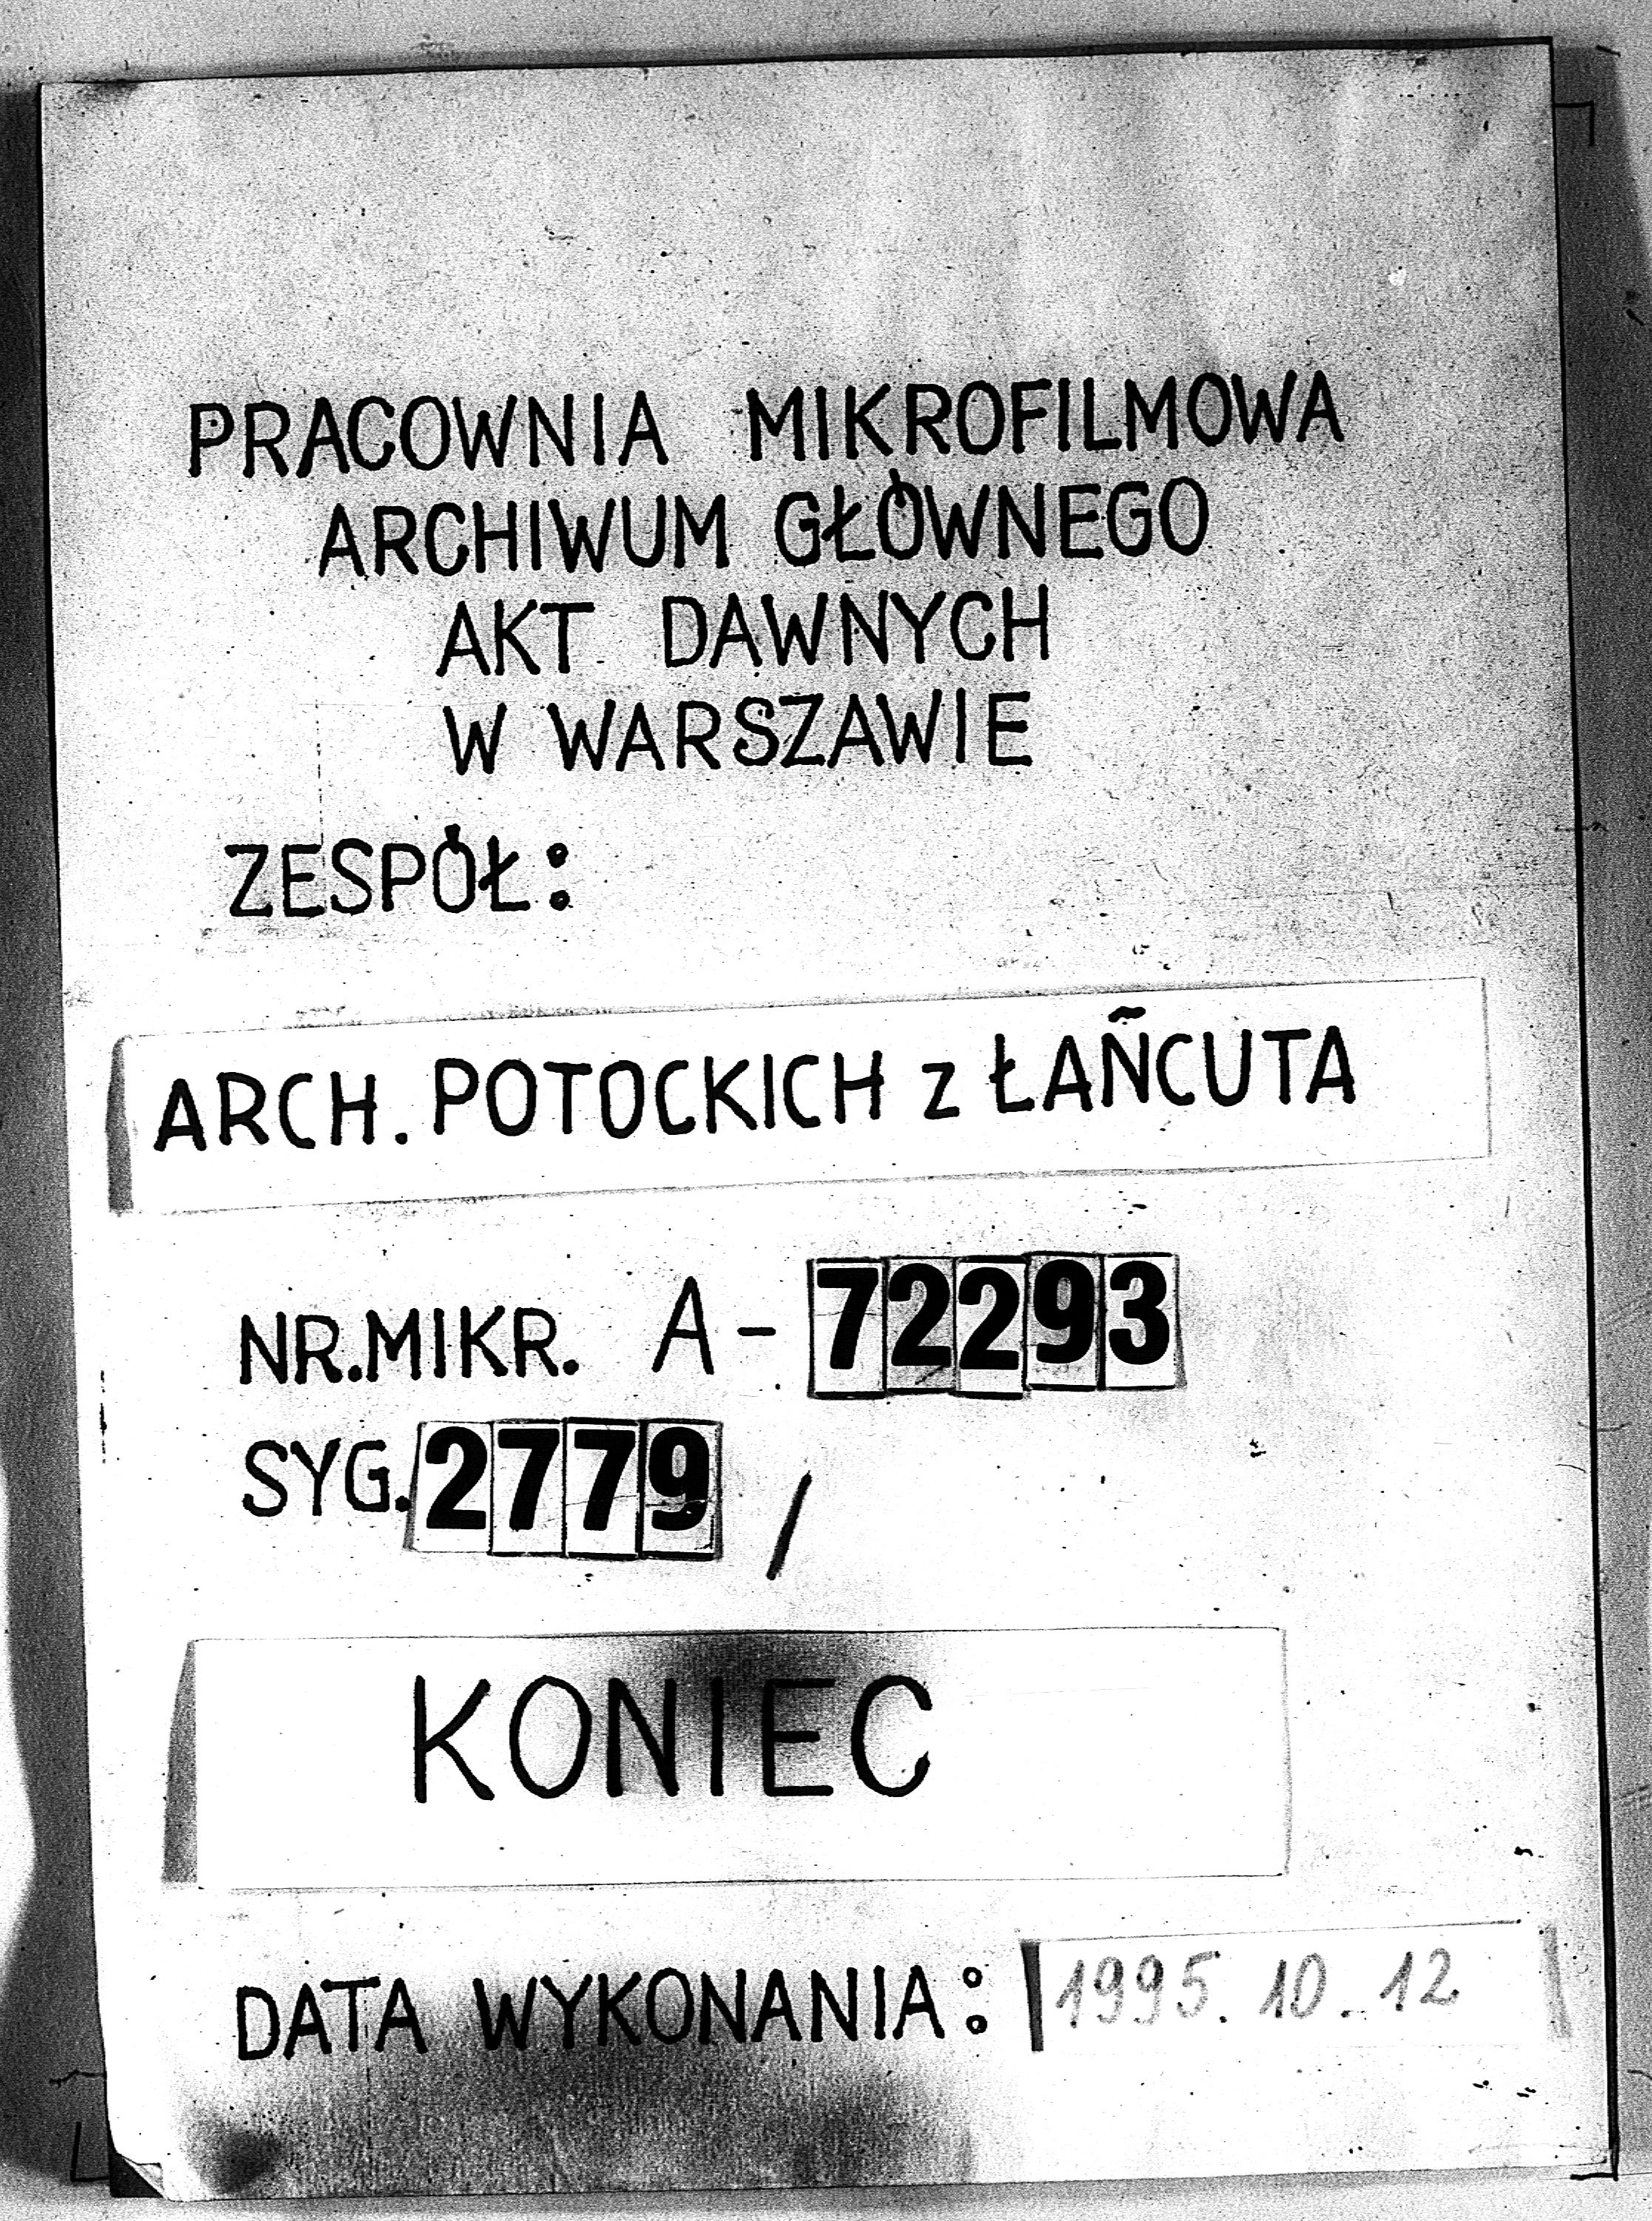 PRACOWNIA MIKROFILMOWA
ARCHIWUM GŁÓWNEGO
AKT DAWNYCH
W WARSZAWIE
ZESPÓŁ:
ARCH. POTOCKICH z ŁAŃCUTA
NR.MIKR. A-72293
SYG. 2779 /
KONIEC
DATA WYKONANIA: 1995.10.12